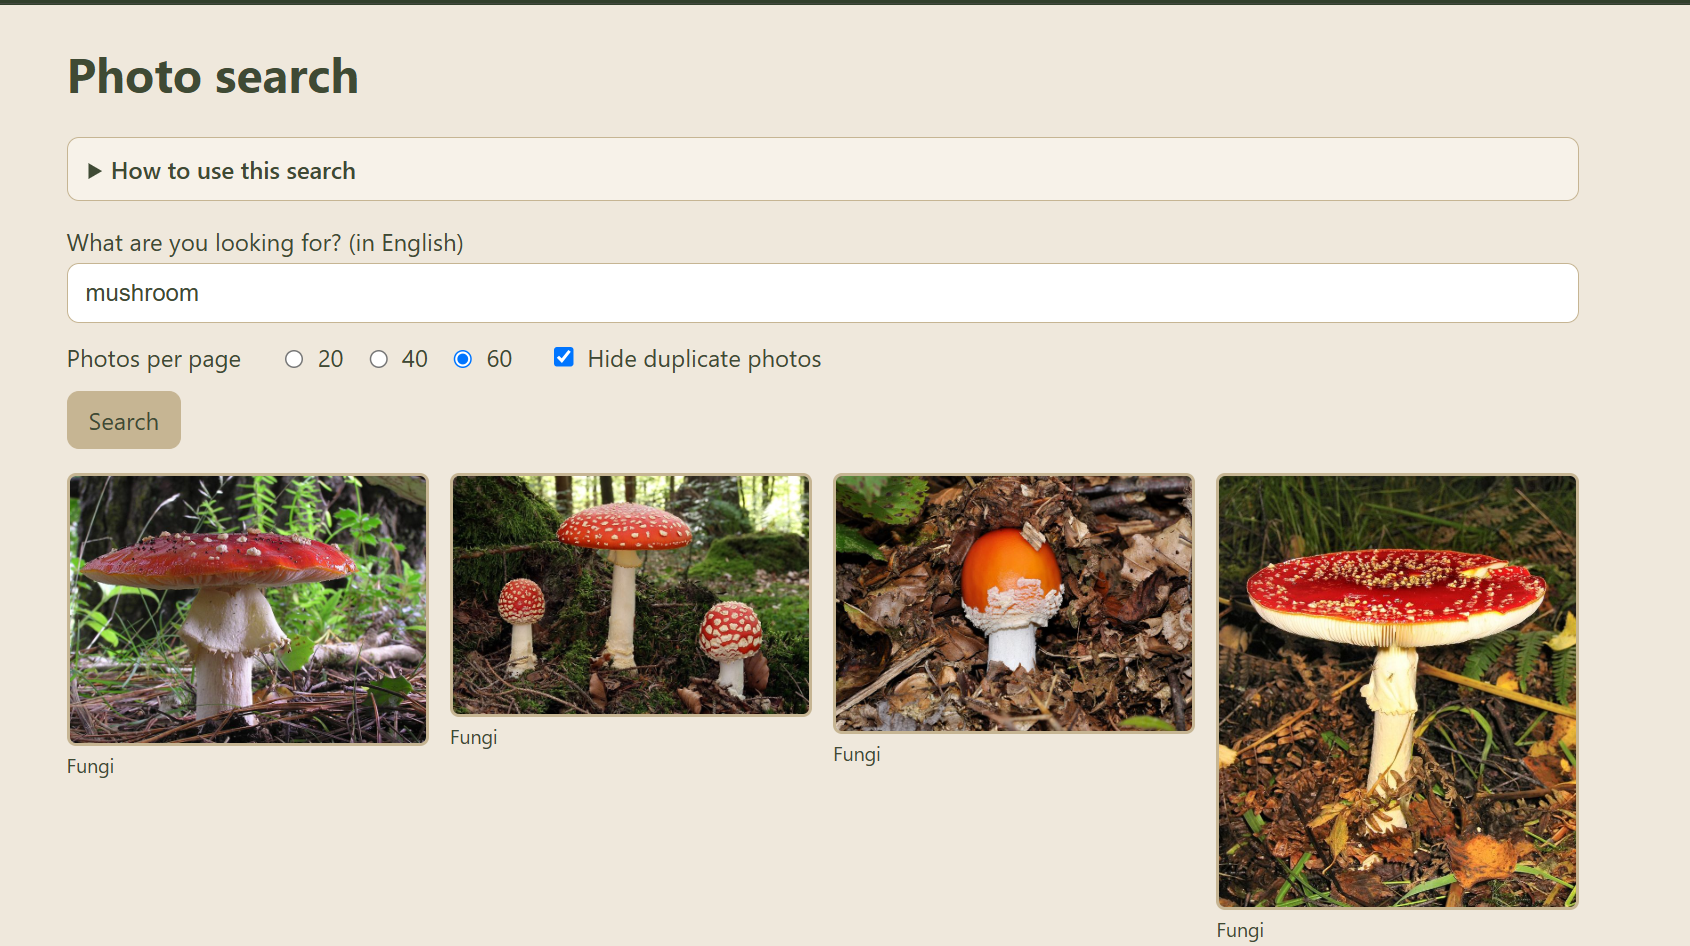 Photo search
How to use this search
What are you looking for? (in English)
mushroom
Photos per page 20 40 60 Hide duplicate photos
Search
Fungi
Fungi
Fungi
Fungi